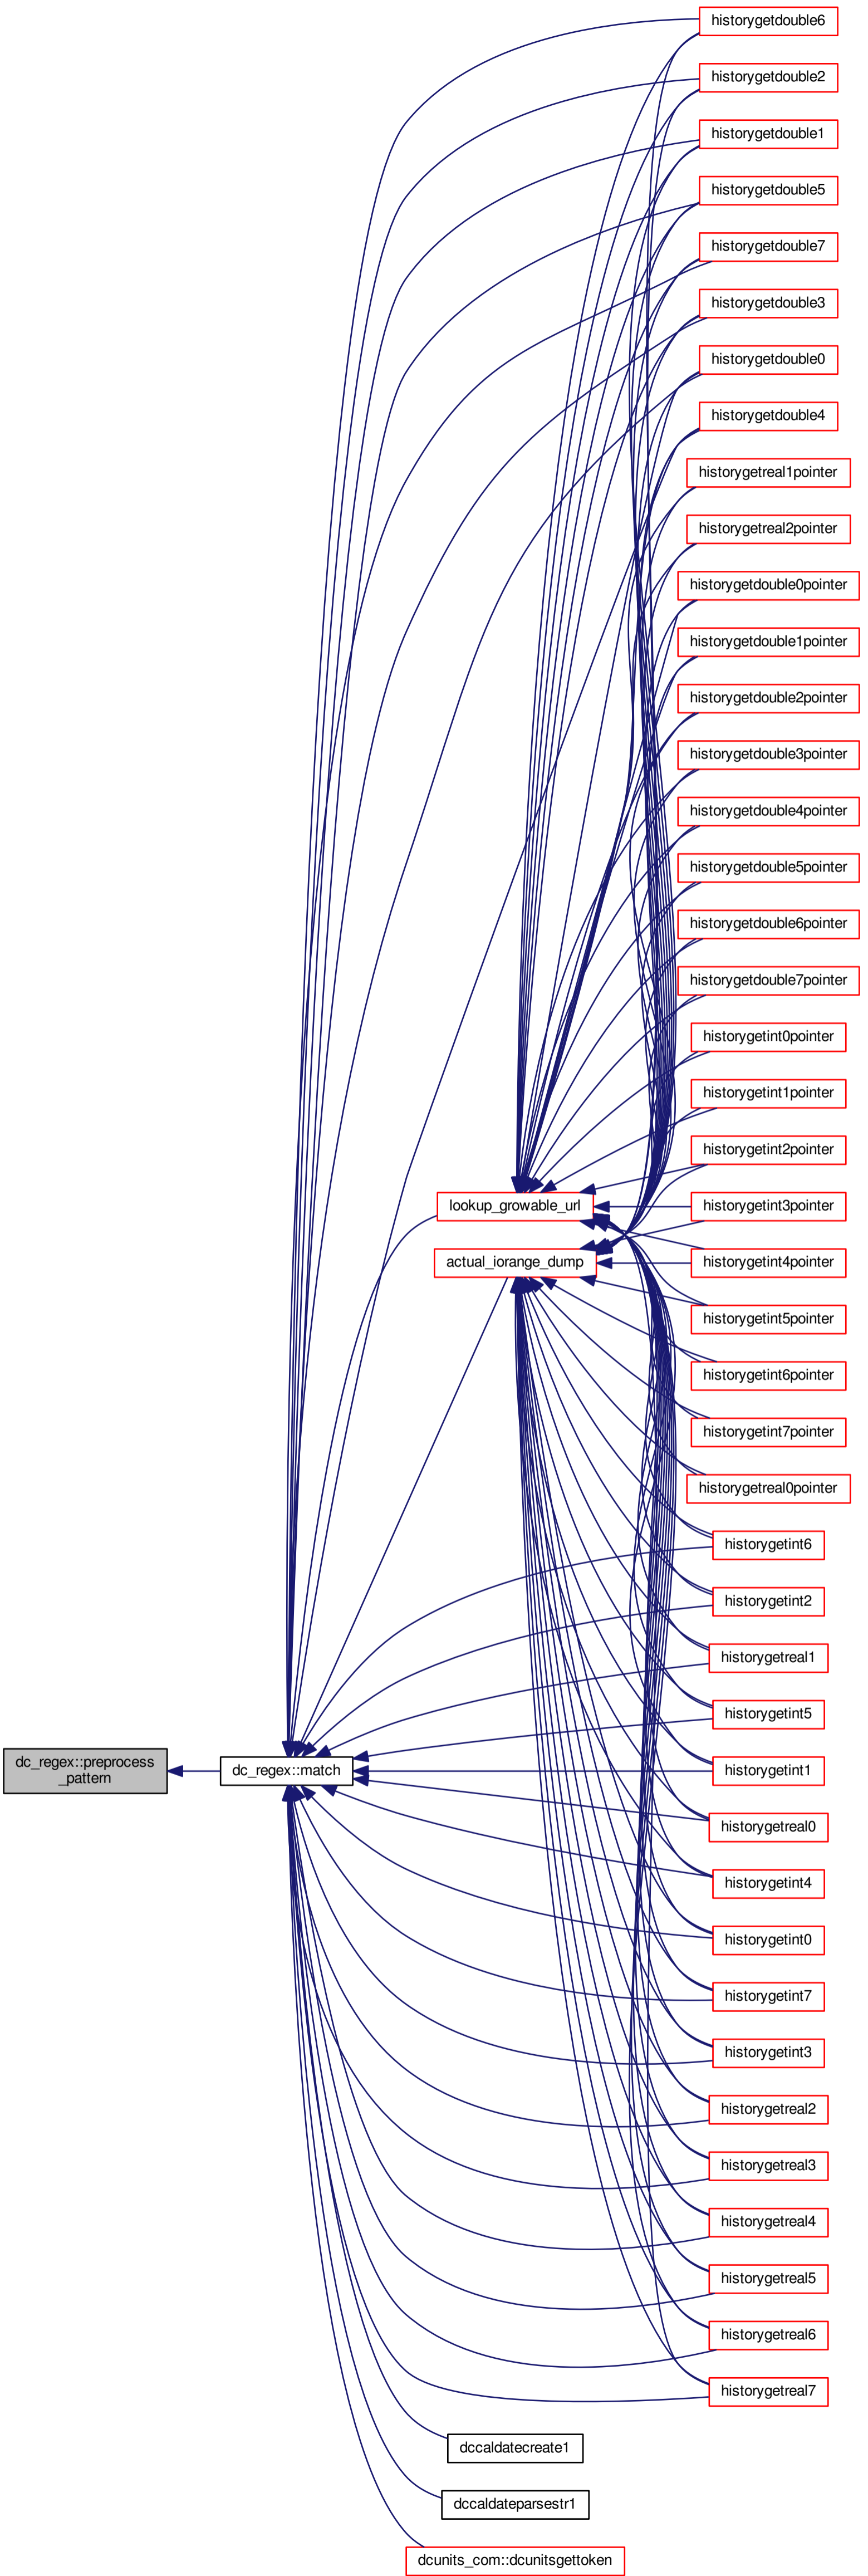 historygetdouble6
historygetdouble2
historygetdouble1
historygetdouble5
historygetdouble7
historygetdouble3
historygetdouble0
historygetdouble4
historygetreal1pointer
historygetreal2pointer
historygetdouble0pointer
historygetdouble1pointer
historygetdouble2pointer
historygetdouble3pointer
historygetdouble4pointer
historygetdouble5pointer
historygetdouble6pointer
historygetdouble7pointer
historygetint0pointer
historygetint1pointer
historygetint2pointer
lookup_growable_url
historygetint3pointer
actual_iorange_dump
historygetint4pointer
historygetint5pointer
historygetint6pointer
historygetint7pointer
historygetreal0pointer
historygetint6
historygetint2
historygetreal1
historygetint5
dc_regex::preprocess
_pattern
dc_regex::match
historygetint1
historygetreal0
historygetint4
historygetint0
historygetint7
historygetint3
historygetreal2
historygetreal3
historygetreal4
historygetreal5
historygetreal6
historygetreal7
dccaldatecreate1
dccaldateparsestr1
dcunits_com::dcunitsgettoken